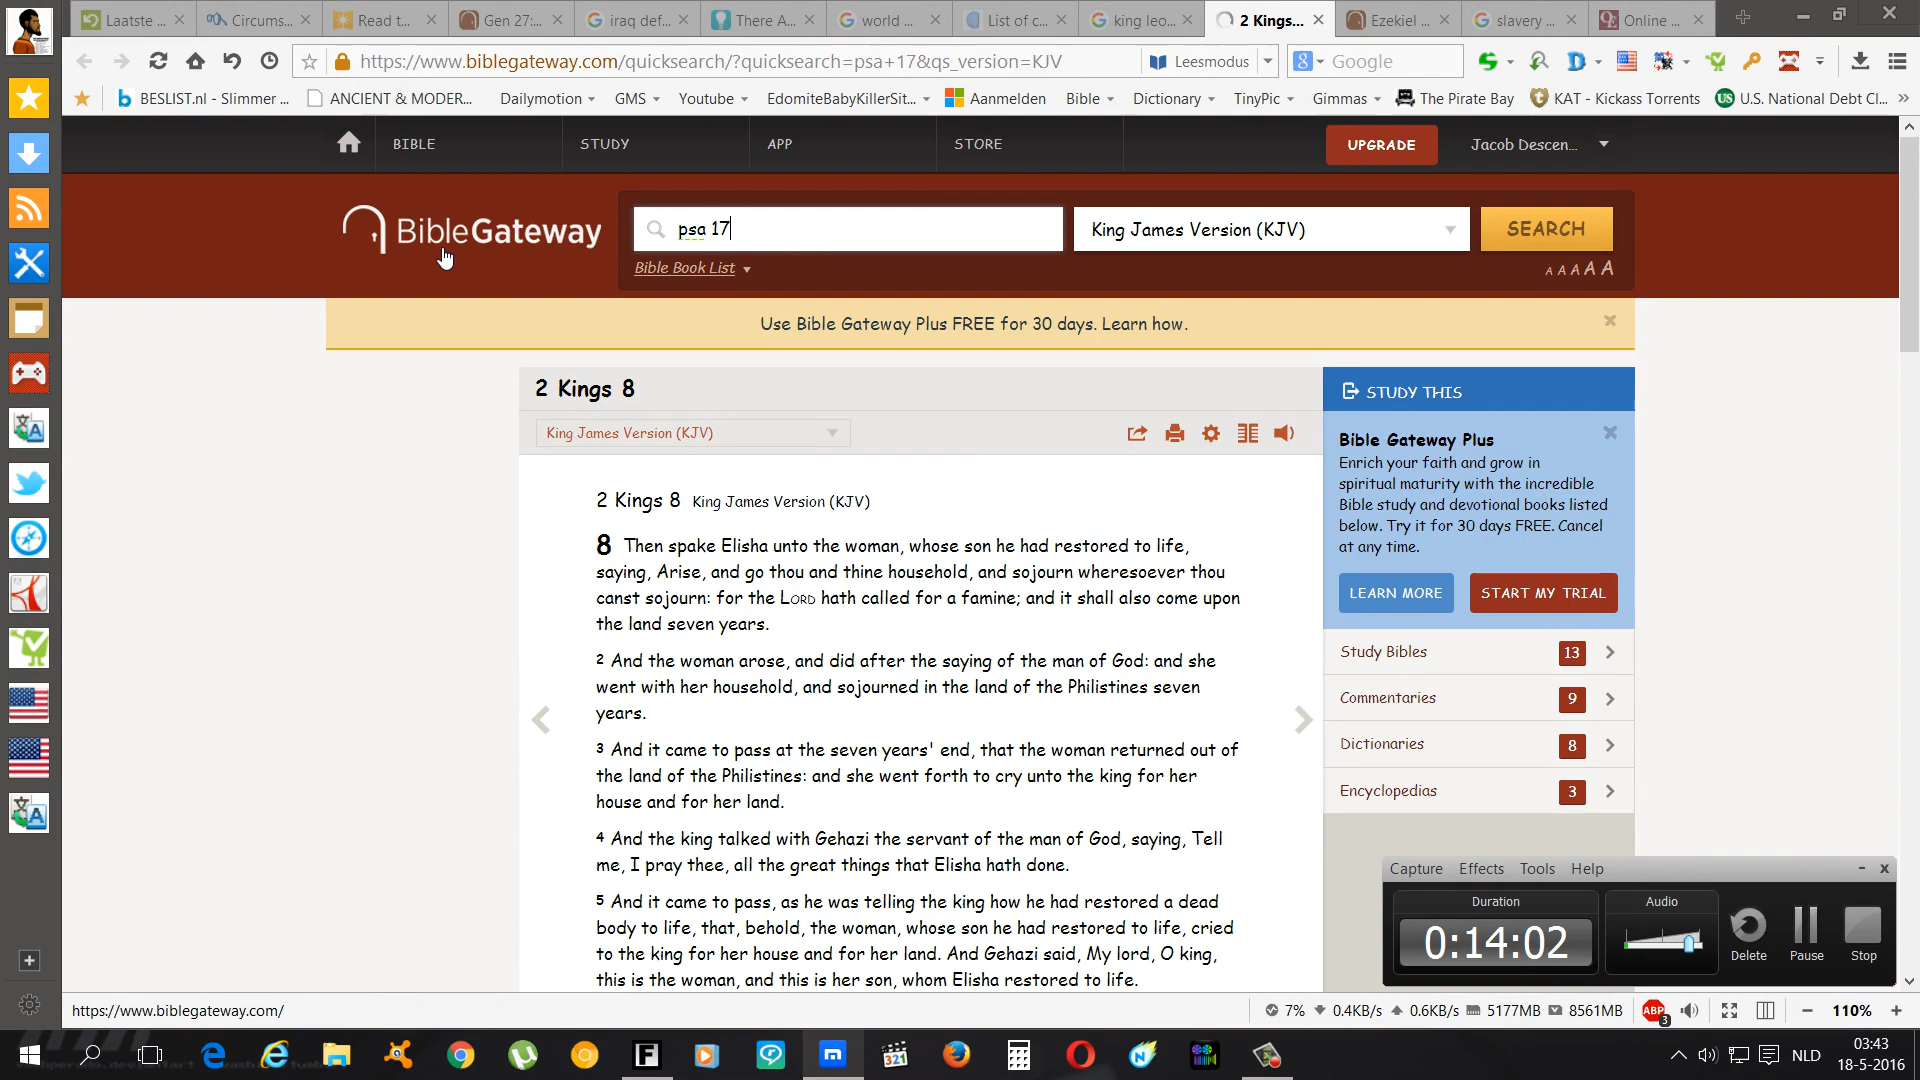 Laatste ...
Circums...
Read t...
Gen 27:...
iraq def...
There A...
world ...
List of c...
king leo...
2 Kings...
Ezekiel ...
slavery ...
Online ...
https://www.biblegateway.com/quicksearch/?quicksearch=psa+17&qs_version=KJV
Leesmodus
Google
BESLIST.nl - Slimmer ...
ANCIENT & MODER...
Dailymotion
GMS
Youtube
EdomiteBabyKillerSit...
Aanmelden
Bible
Dictionary
TinyPic
Gimmas
The Pirate Bay
KAT - Kickass Torrents
U.S. National Debt Cl...
BIBLE
STUDY
APP
STORE
UPGRADE
Jacob Descen...
BibleGateway
psa 17
King James Version (KJV)
SEARCH
Bible Book List
A A A A A
Use Bible Gateway Plus FREE for 30 days. Learn how.
2 Kings 8
King James Version (KJV)
2 Kings 8 King James Version (KJV)
8 Then spake Elisha unto the woman, whose son he had restored to life,
saying, Arise, and go thou and thine household, and sojourn wheresoever thou
canst sojourn: for the LORD hath called for a famine; and it shall also come upon
the land seven years.
2 And the woman arose, and did after the saying of the man of God: and she
went with her household, and sojourned in the land of the Philistines seven
years.
3 And it came to pass at the seven years' end, that the woman returned out of
the land of the Philistines: and she went forth to cry unto the king for her
house and for her land.
4 And the king talked with Gehazi the servant of the man of God, saying, Tell
me, I pray thee, all the great things that Elisha hath done.
5 And it came to pass, as he was telling the king how he had restored a dead
body to life, that, behold, the woman, whose son he had restored to life, cried
to the king for her house and for her land. And Gehazi said, My lord, O king,
this is the woman, and this is her son, whom Elisha restored to life.
STUDY THIS
Bible Gateway Plus
Enrich your faith and grow in
spiritual maturity with the incredible
Bible study and devotional books listed
below. Try it for 30 days FREE. Cancel
at any time.
LEARN MORE
START MY TRIAL
Study Bibles 13
Commentaries 9
Dictionaries 8
Encyclopedias 3
Capture Effects Tools Help
Duration
Audio
0:14:02
Delete
Pause
Stop
https://www.biblegateway.com/
7%
0.4KB/s
0.6KB/s
5177MB
8561MB
ABP
3
110%
NLD
03:43
18-5-2016